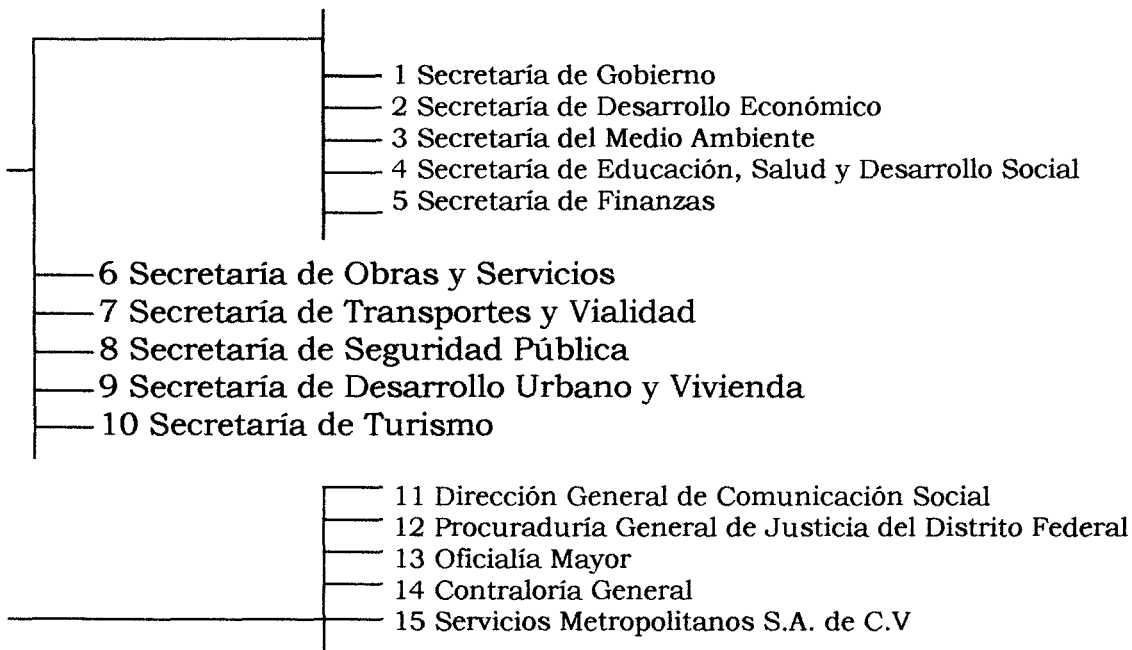 1 Secretaría de Gobierno
2 Secretaría de Desarrollo Económico
3 Secretaría del Medio Ambiente
4 Secretaría de Educación, Salud y Desarrollo Social
5 Secretaría de Finanzas
6 Secretaría de Obras y Servicios
7 Secretaría de Transportes y Vialidad
8 Secretaría de Seguridad Pública
9 Secretaría de Desarrollo Urbano y Vivienda
10 Secretaría de Turismo
11 Dirección General de Comunicación Social
12 Procuraduría General de Justicia del Distrito Federal
13 Oficialía Mayor
14 Contraloría General
15 Servicios Metropolitanos S.A. de C.V